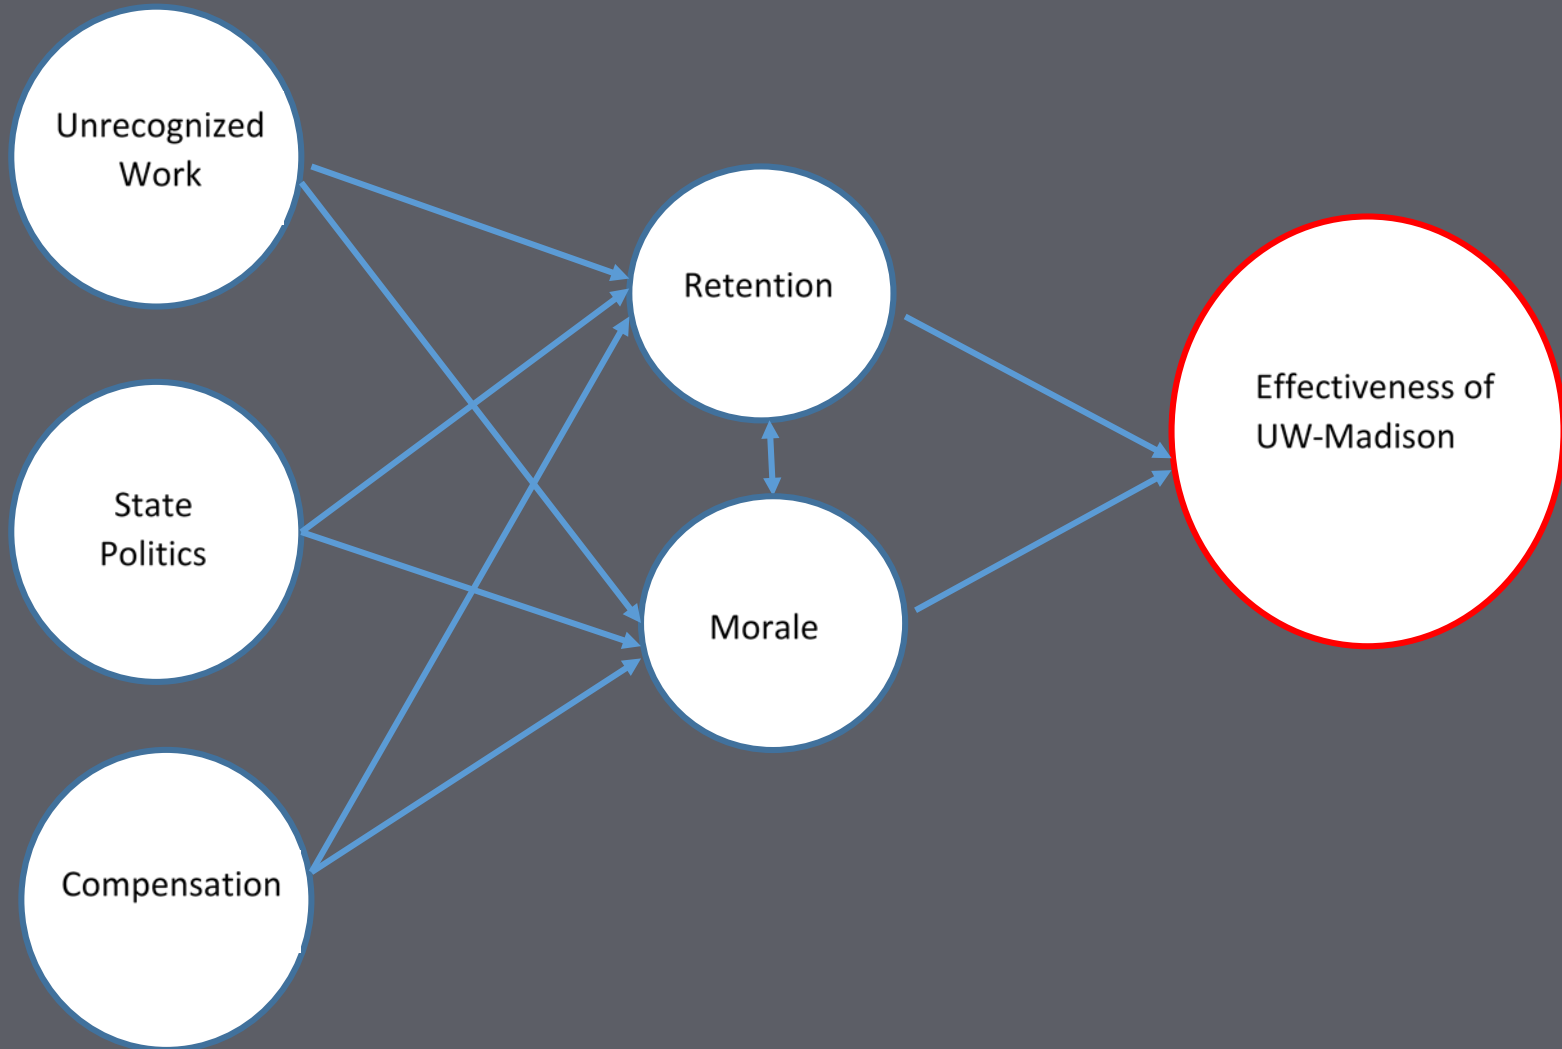 Unrecognized
Work
Retention
Effectiveness of
UW-Madison
State
Politics
Morale
Compensation